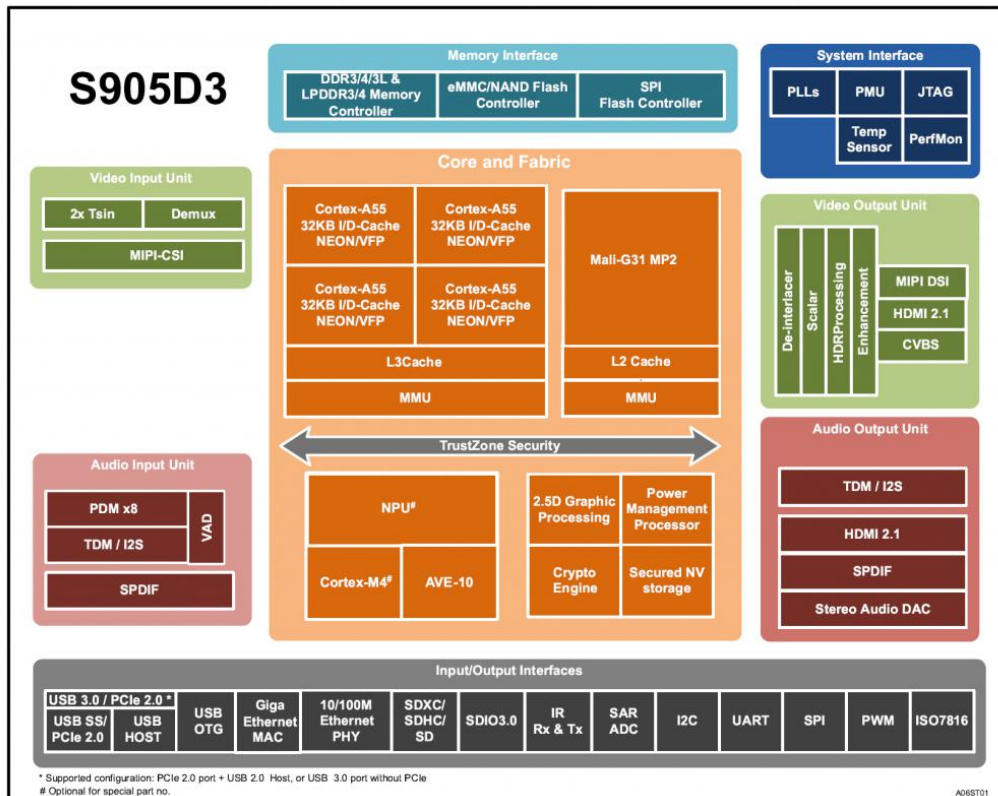 S905D3
Memory Interface
DDR3/4/3L &
LPDDR3/4 Memory
Controller
eMMC/NAND Flash
Controller
SPI
Flash Controller
System Interface
PLLs
PMU
JTAG
Temp
Sensor
PerfMon
Video Input Unit
2x Tsin
Demux
MIPI-CSI
Core and Fabric
Cortex-A55
32KB I/D-Cache
NEON/VFP
Cortex-A55
32KB I/D-Cache
NEON/VFP
Cortex-A55
32KB I/D-Cache
NEON/VFP
Cortex-A55
32KB I/D-Cache
NEON/VFP
L3Cache
MMU
Mali-G31 MP2
L2 Cache
MMU
TrustZone Security
NPU#
Cortex-M4#
AVE-10
2.5D Graphic
Processing
Power
Management
Processor
Crypto
Engine
Secured NV
storage
Video Output Unit
De-interlacer
Scalar
HDRProcessing
Enhancement
MIPI DSI
HDMI 2.1
CVBS
Audio Input Unit
PDM x8
TDM / I2S
VAD
SPDIF
Audio Output Unit
TDM / I2S
HDMI 2.1
SPDIF
Stereo Audio DAC
Input/Output Interfaces
USB 3.0 / PCIe 2.0 *
USB SS/
PCIe 2.0
USB
HOST
USB
OTG
Giga
Ethernet
MAC
10/100M
Ethernet
PHY
SDXC/
SDHC/
SD
SDIO3.0
IR
Rx & Tx
SAR
ADC
I2C
UART
SPI
PWM
ISO7816
* Supported configuration: PCIe 2.0 port + USB 2.0 Host, or USB 3.0 port without PCIe
# Optional for special part no.
A06ST01